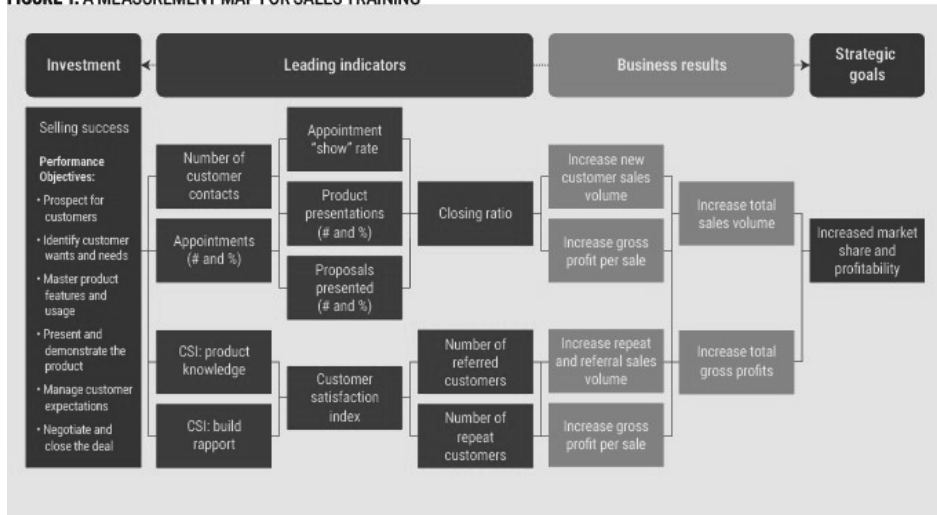 FIGURE 1. A MEASUREMENT MAP FOR SALES TRAINING
Investment
Leading indicators
Business results
Strategic
goals
Selling success
Performance
Objectives:
• Prospect for
customers
• Identify customer
wants and needs
• Master product
features and
usage
• Present and
demonstrate the
product
• Manage customer
expectations
• Negotiate and
close the deal
Number of
customer
contacts
Appointments
(# and %)
CSI: product
knowledge
CSI: build
rapport
Appointment
"show" rate
Product
presentations
(# and %)
Proposals
presented
(# and %)
Customer
satisfaction
index
Closing ratio
Number of
referred
customers
Number of
repeat
customers
Increase new
customer sales
volume
Increase gross
profit per sale
Increase repeat
and referral sales
volume
Increase gross
profit per sale
Increase total
sales volume
Increase total
gross profits
Increased market
share and
profitability